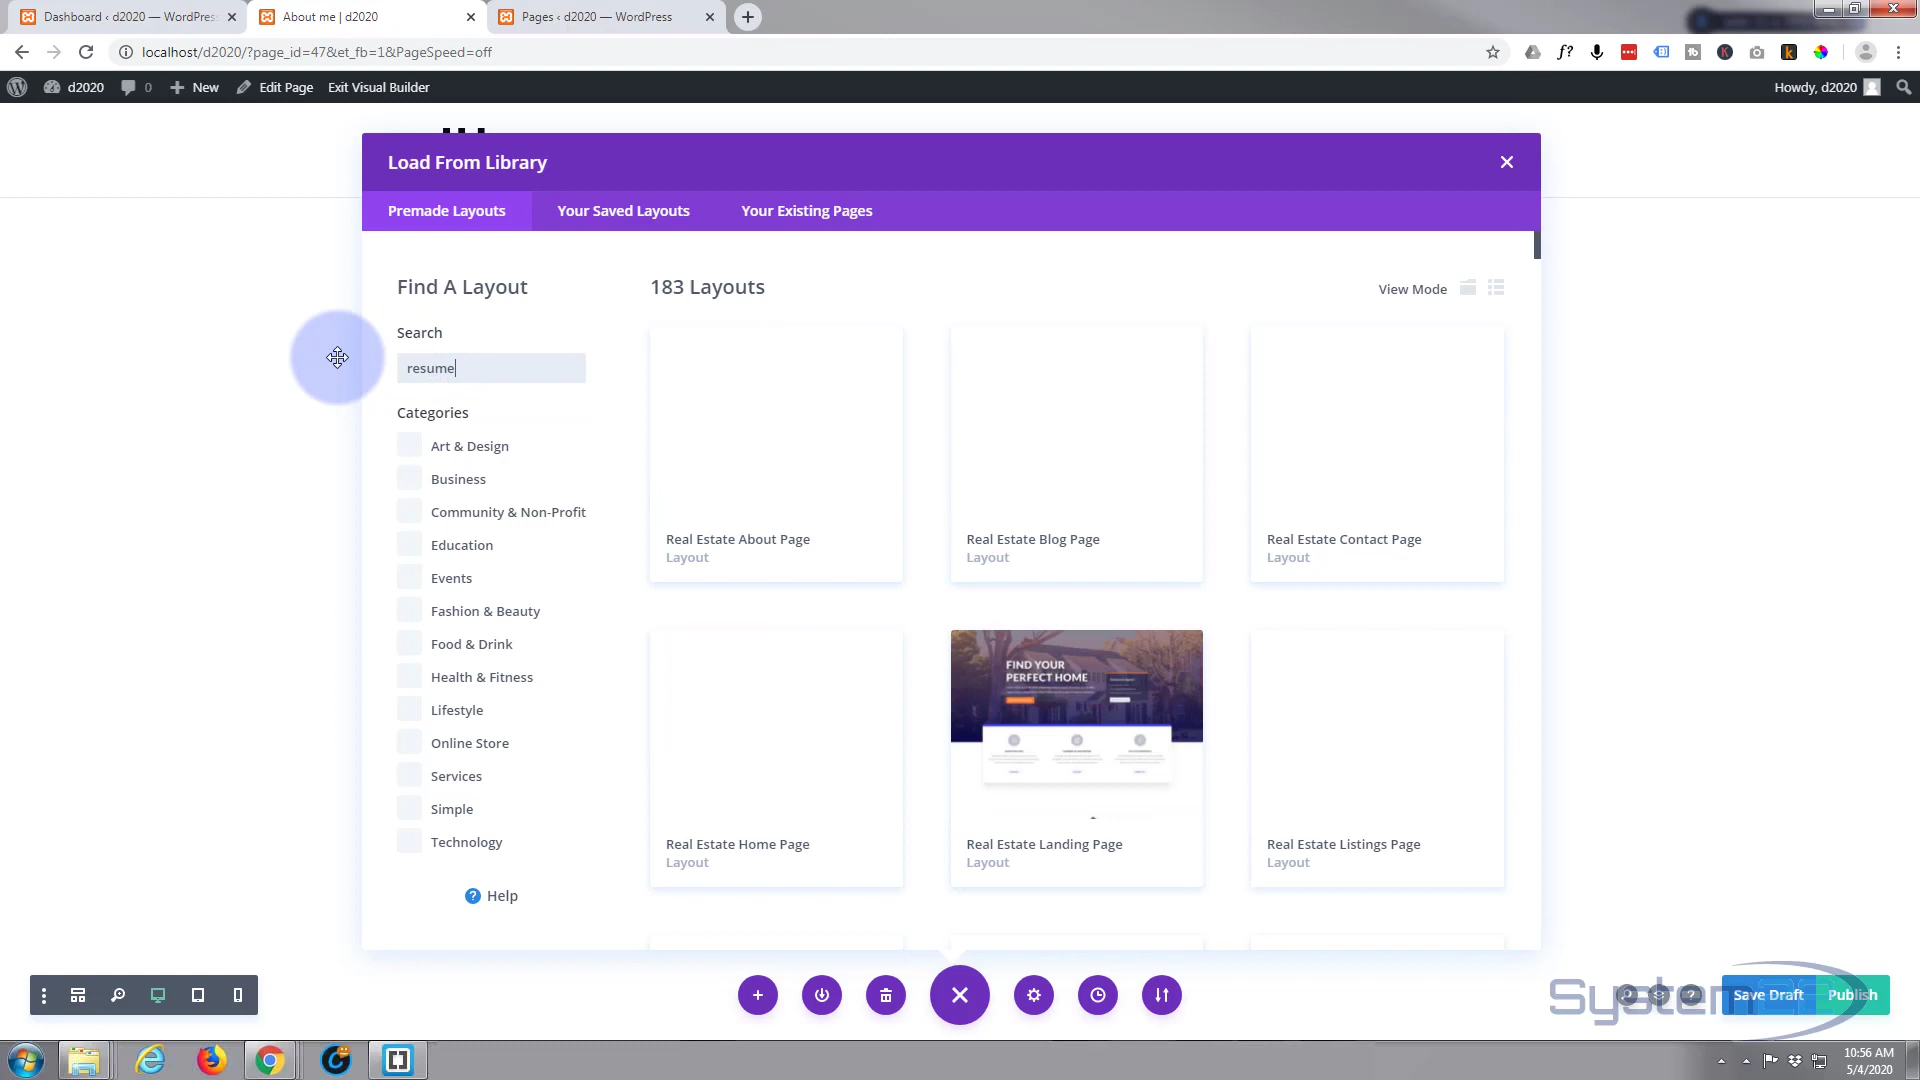 Dashboard ‹ d2020 — WordPress
About me | d2020
Pages ‹ d2020 — WordPress
localhost/d2020/?page_id=47&et_fb=1&PageSpeed=off
d2020
0
New
Edit Page
Exit Visual Builder
Howdy, d2020
Load From Library
Premade Layouts
Your Saved Layouts
Your Existing Pages
Find A Layout
183 Layouts
View Mode
Search
resume
Categories
Art & Design
Business
Community & Non-Profit
Education
Events
Fashion & Beauty
Food & Drink
Health & Fitness
Lifestyle
Online Store
Services
Simple
Technology
Help
Real Estate About Page
Layout
Real Estate Blog Page
Layout
Real Estate Contact Page
Layout
FIND YOUR
PERFECT HOME
Real Estate Home Page
Layout
Real Estate Landing Page
Layout
Real Estate Listings Page
Layout
Save Draft
Publish
10:56 AM
5/4/2020